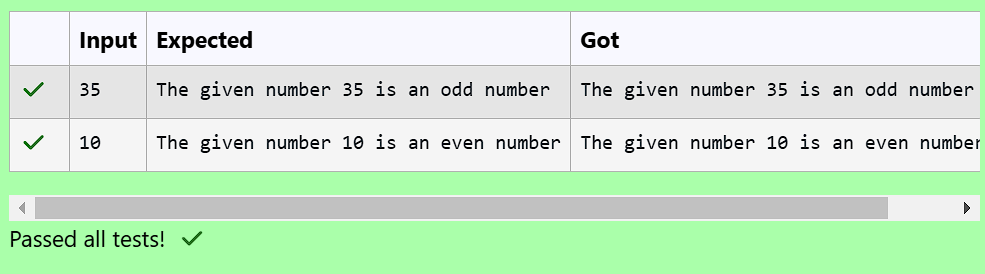 Input Expected Got
35 The given number 35 is an odd number The given number 35 is an odd number
10 The given number 10 is an even number The given number 10 is an even number
Passed all tests!